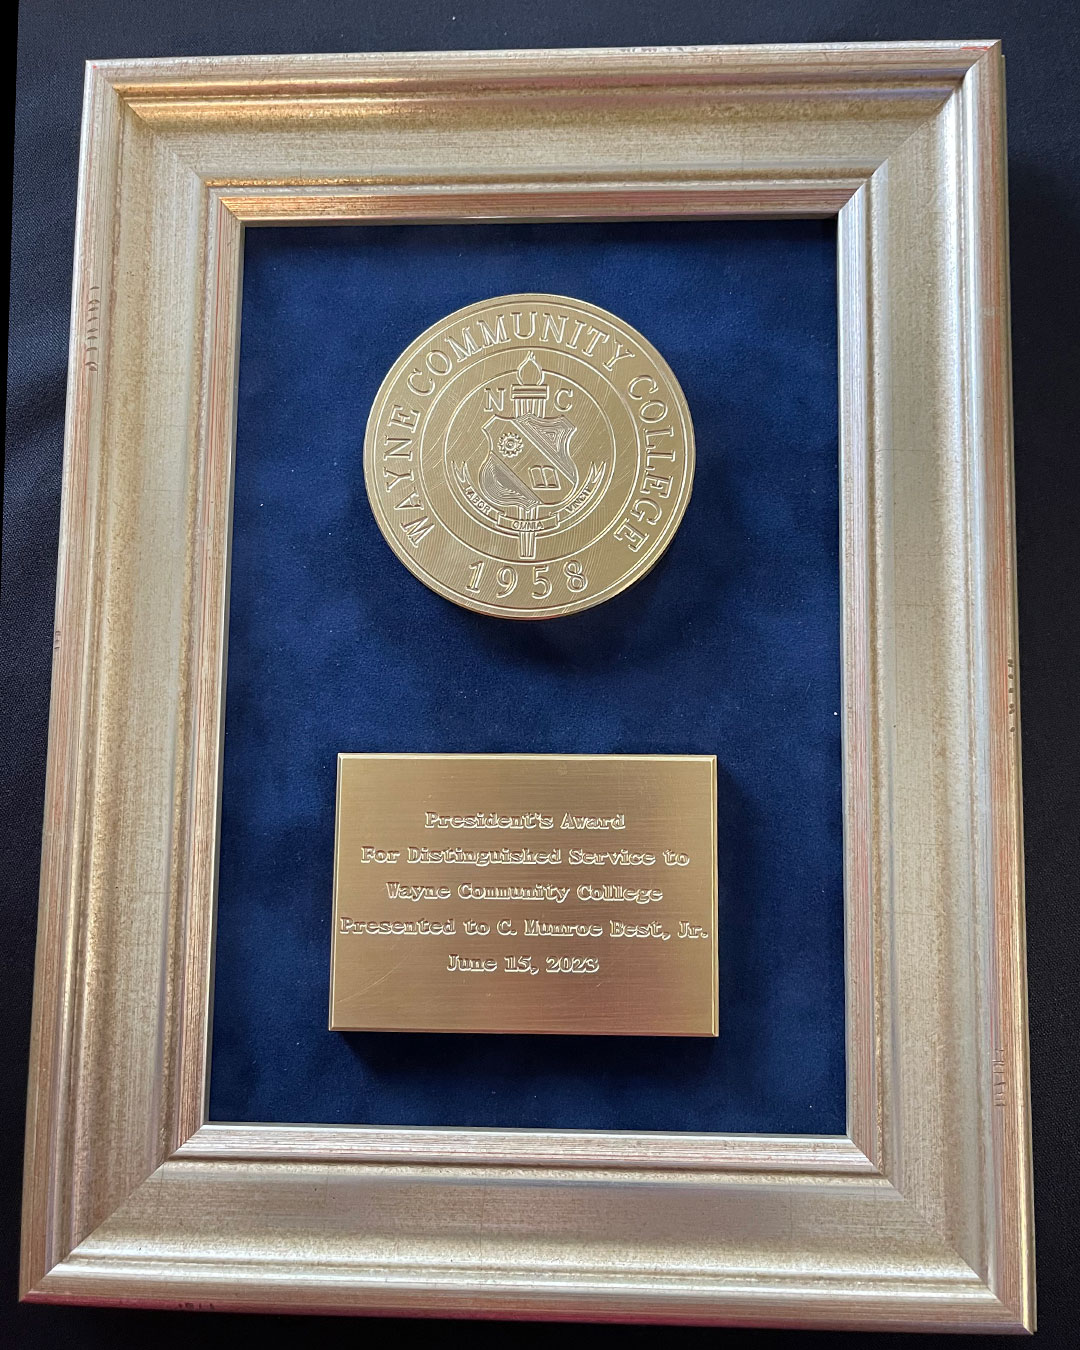 WAYNE COMMUNITY COLLEGE
N C
LABOR OMNIA VINCIT
1958
President's Award
For Distinguished Service to
Wayne Community College
Presented to C. Munroe Best, Jr.
June 15, 2023